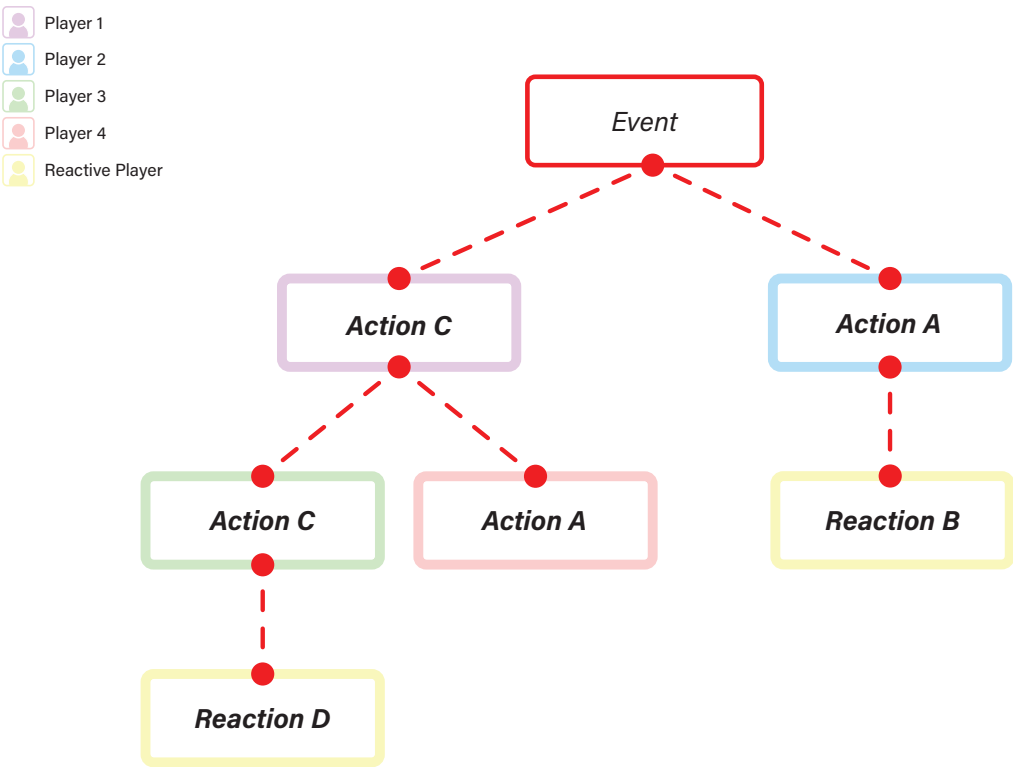 Player 1
Player 2
Player 3
Player 4
Reactive Player
Event
Action C
Action A
Action C
Action A
Reaction B
Reaction D